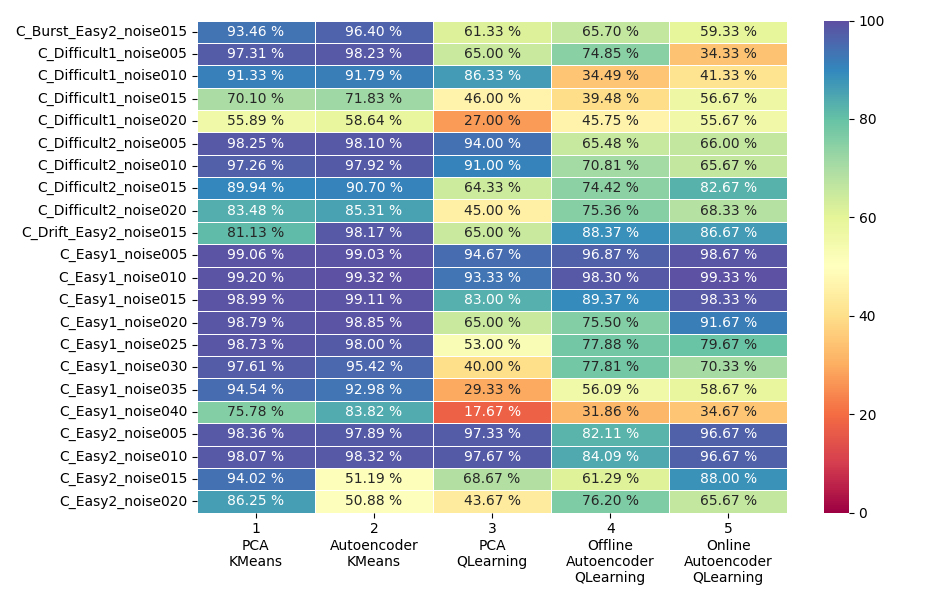 C_Burst_Easy2_noise015 93.46 % 96.40 % 61.33 % 65.70 % 59.33 %
C_Difficult1_noise005 97.31 % 98.23 % 65.00 % 74.85 % 34.33 %
C_Difficult1_noise010 91.33 % 91.79 % 86.33 % 34.49 % 41.33 %
C_Difficult1_noise015 70.10 % 71.83 % 46.00 % 39.48 % 56.67 %
C_Difficult1_noise020 55.89 % 58.64 % 27.00 % 45.75 % 55.67 %
C_Difficult2_noise005 98.25 % 98.10 % 94.00 % 65.48 % 66.00 %
C_Difficult2_noise010 97.26 % 97.92 % 91.00 % 70.81 % 65.67 %
C_Difficult2_noise015 89.94 % 90.70 % 64.33 % 74.42 % 82.67 %
C_Difficult2_noise020 83.48 % 85.31 % 45.00 % 75.36 % 68.33 %
C_Drift_Easy2_noise015 81.13 % 98.17 % 65.00 % 88.37 % 86.67 %
C_Easy1_noise005 99.06 % 99.03 % 94.67 % 96.87 % 98.67 %
C_Easy1_noise010 99.20 % 99.32 % 93.33 % 98.30 % 99.33 %
C_Easy1_noise015 98.99 % 99.11 % 83.00 % 89.37 % 98.33 %
C_Easy1_noise020 98.79 % 98.85 % 65.00 % 75.50 % 91.67 %
C_Easy1_noise025 98.73 % 98.00 % 53.00 % 77.88 % 79.67 %
C_Easy1_noise030 97.61 % 95.42 % 40.00 % 77.81 % 70.33 %
C_Easy1_noise035 94.54 % 92.98 % 29.33 % 56.09 % 58.67 %
C_Easy1_noise040 75.78 % 83.82 % 17.67 % 31.86 % 34.67 %
C_Easy2_noise005 98.36 % 97.89 % 97.33 % 82.11 % 96.67 %
C_Easy2_noise010 98.07 % 98.32 % 97.67 % 84.09 % 96.67 %
C_Easy2_noise015 94.02 % 51.19 % 68.67 % 61.29 % 88.00 %
C_Easy2_noise020 86.25 % 50.88 % 43.67 % 76.20 % 65.67 %
1 2 3 4 5
PCA Autoencoder PCA Offline Online
KMeans KMeans QLearning Autoencoder Autoencoder
QLearning QLearning
100
80
60
40
20
0